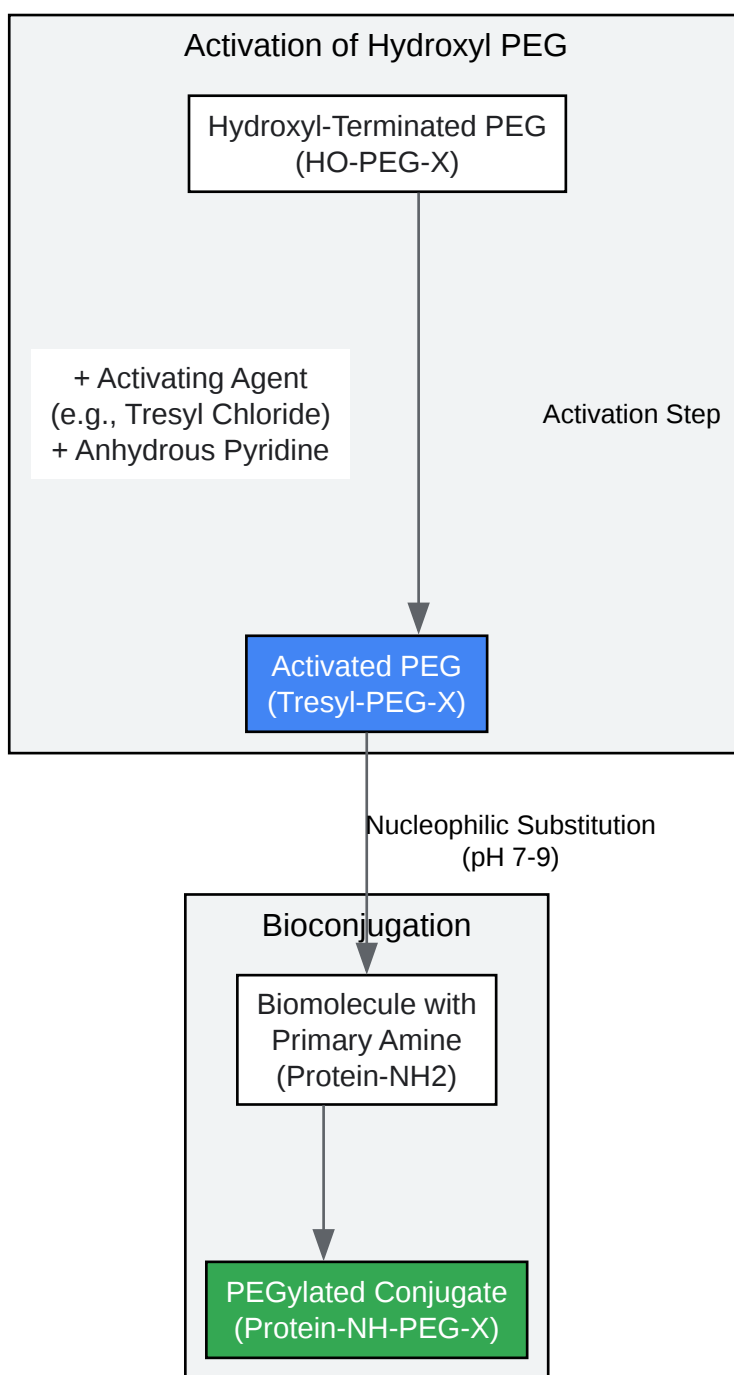 Activation of Hydroxyl PEG
Hydroxyl-Terminated PEG
(HO-PEG-X)
+ Activating Agent
(e.g., Tresyl Chloride)
+ Anhydrous Pyridine
Activation Step
Activated PEG
(Tresyl-PEG-X)
Nucleophilic Substitution
(pH 7-9)
Bioconjugation
Biomolecule with
Primary Amine
(Protein-NH2)
PEGylated Conjugate
(Protein-NH-PEG-X)